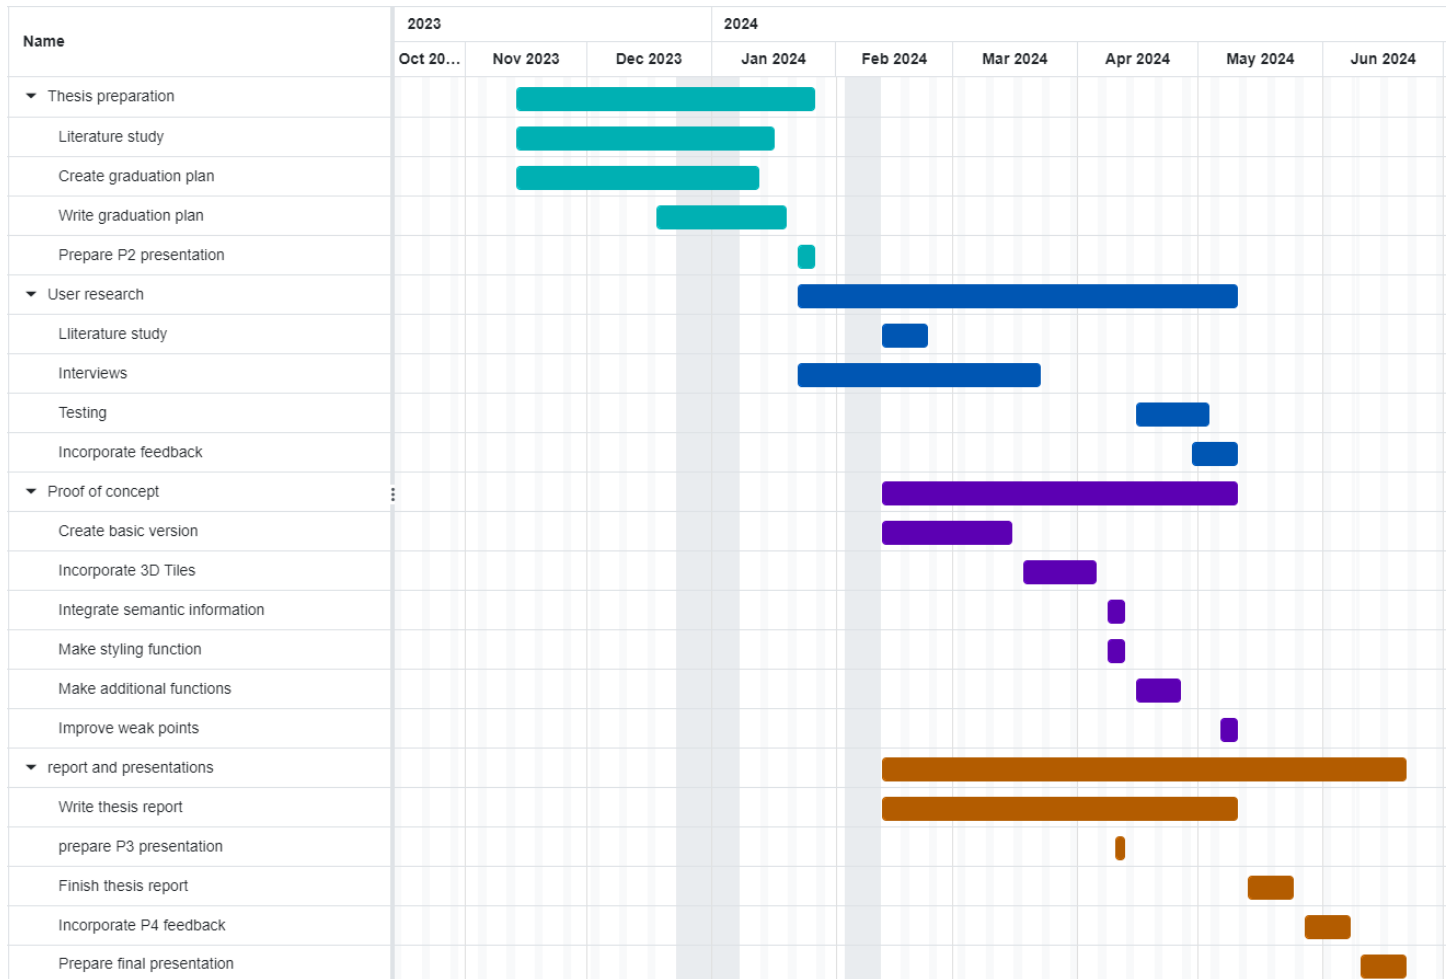 Name
2023
2024
Oct 20...
Nov 2023
Dec 2023
Jan 2024
Feb 2024
Mar 2024
Apr 2024
May 2024
Jun 2024
Thesis preparation
Literature study
Create graduation plan
Write graduation plan
Prepare P2 presentation
User research
Lliterature study
Interviews
Testing
Incorporate feedback
Proof of concept
Create basic version
Incorporate 3D Tiles
Integrate semantic information
Make styling function
Make additional functions
Improve weak points
report and presentations
Write thesis report
prepare P3 presentation
Finish thesis report
Incorporate P4 feedback
Prepare final presentation